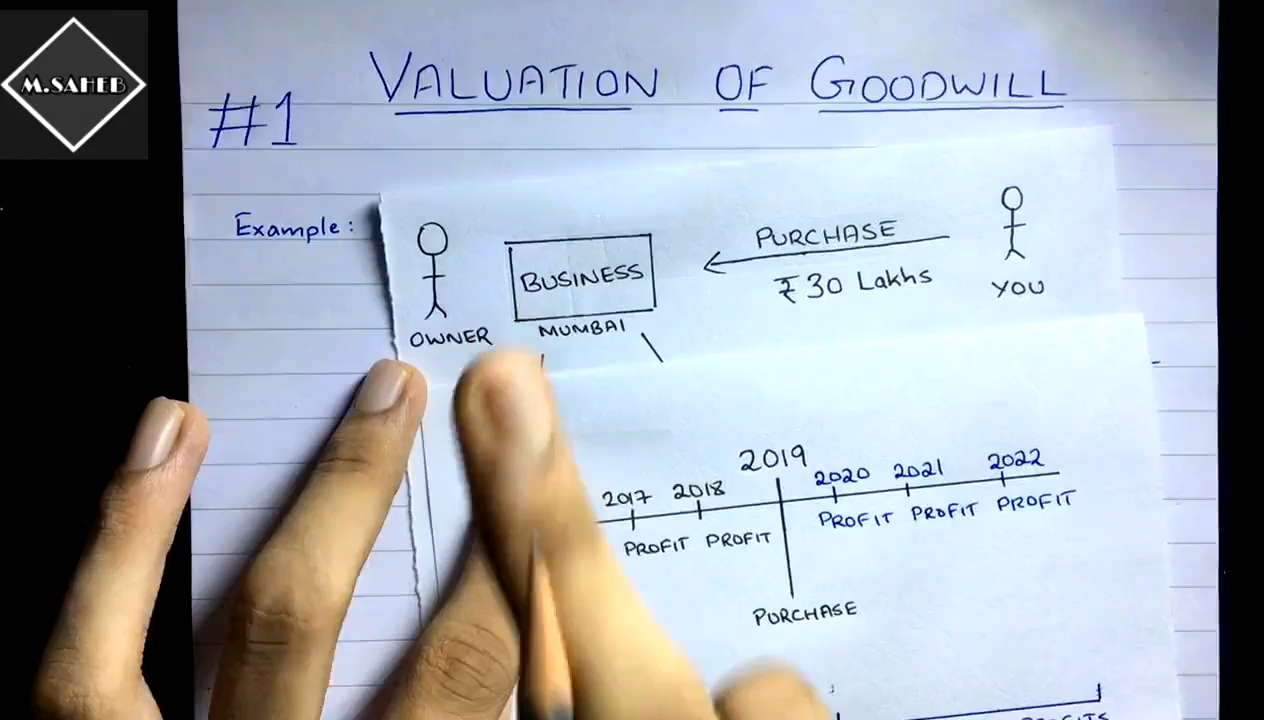 M.SAHEB
VALUATION OF GOODWILL
#1
Example:
PURCHASE
BUSINESS
₹30 Lakhs
YOU
OWNER
MUMBAI
2019
2017 2018 2020 2021 2022
PROFIT PROFIT PROFIT PROFIT PROFIT
PURCHASE